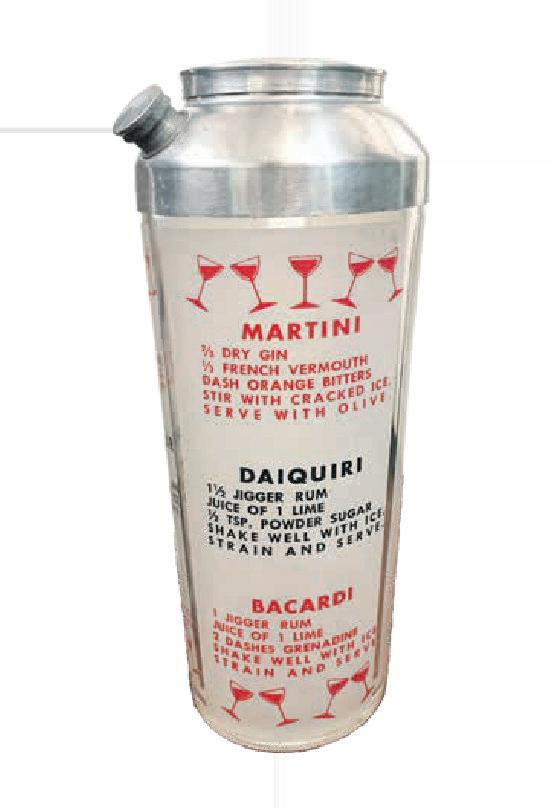 MARTINI
⅔ DRY GIN
⅓ FRENCH VERMOUTH
DASH ORANGE BITTERS
STIR WITH CRACKED ICE.
SERVE WITH OLIVE.
DAIQUIRI
1½ JIGGER RUM
JUICE OF 1 LIME
½ TSP. POWDER SUGAR
SHAKE WELL WITH ICE.
STRAIN AND SERVE.
BACARDI
1 JIGGER RUM
JUICE OF 1 LIME
2 DASHES GRENADINE
SHAKE WELL WITH ICE
STRAIN AND SERVE